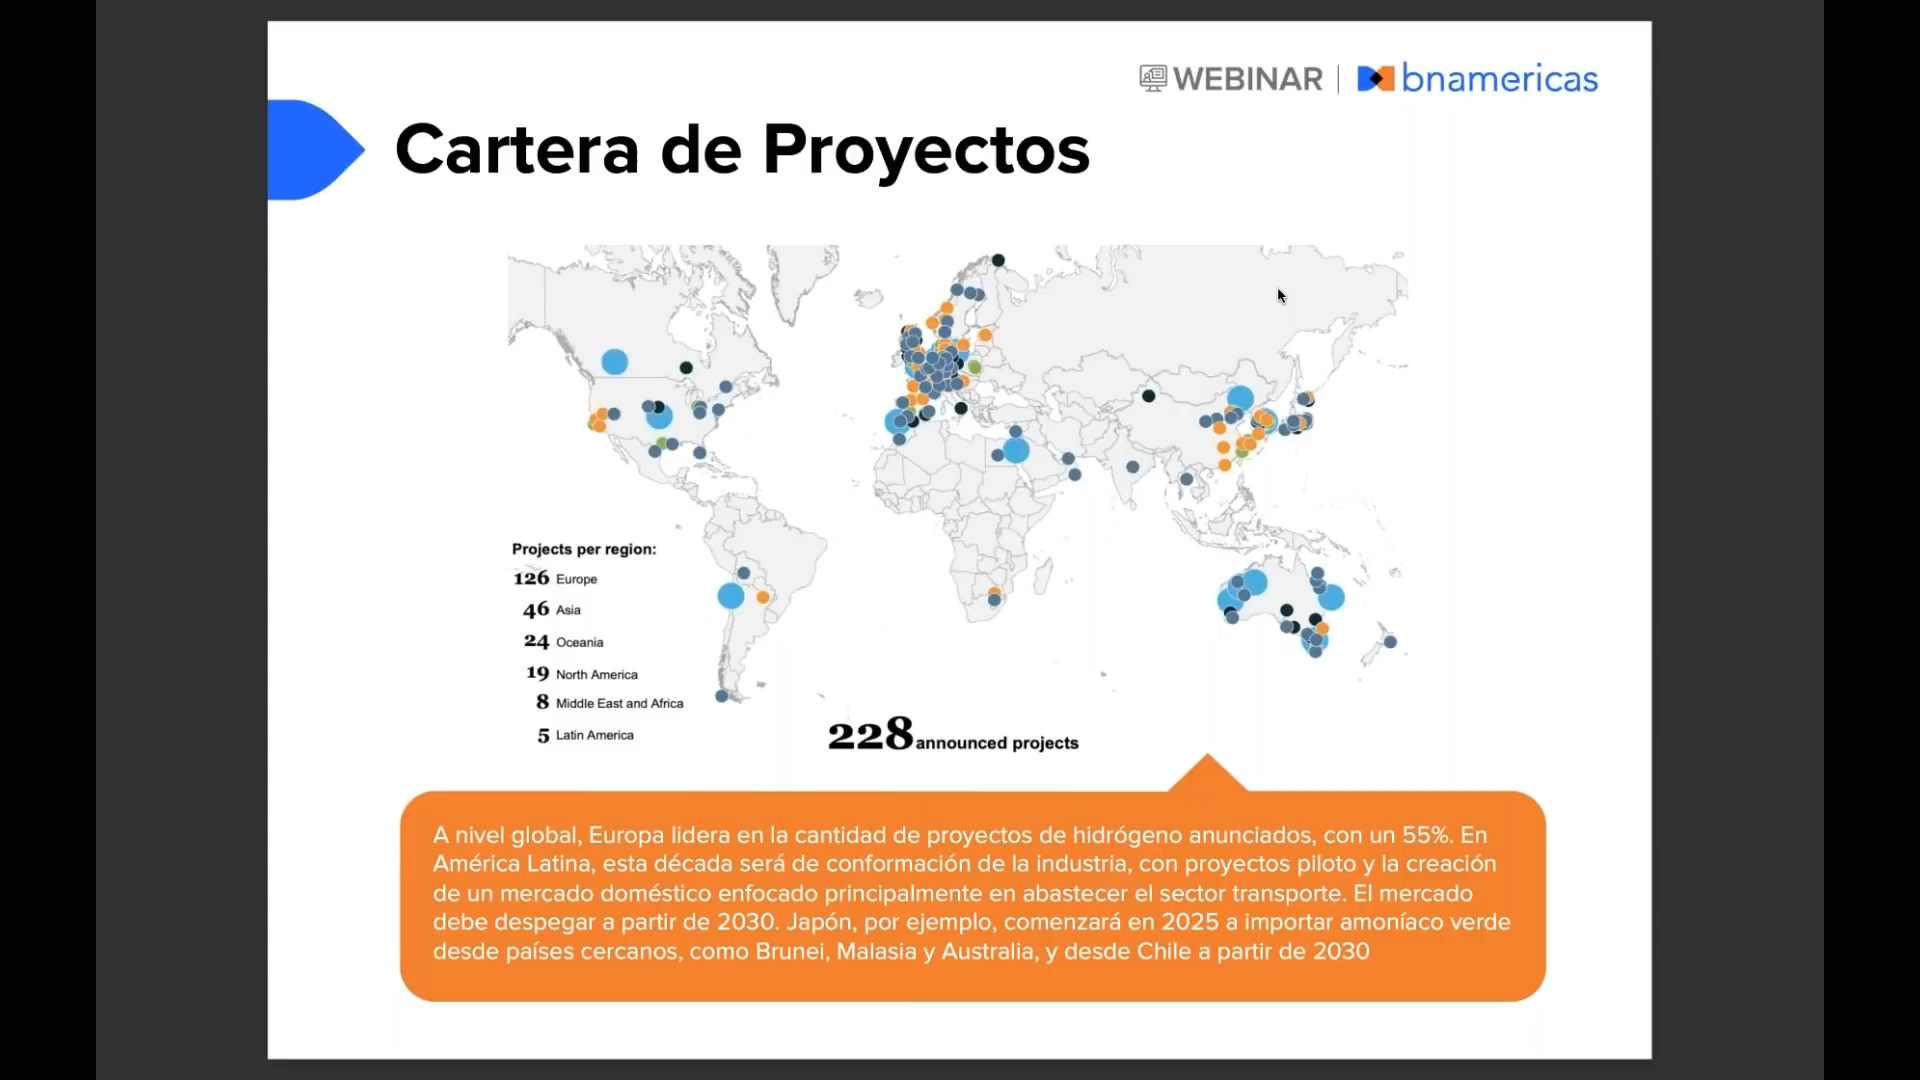 WEBINAR | bnamericas
Cartera de Proyectos
Projects per region:
126 Europe
46 Asia
24 Oceania
19 North America
8 Middle East and Africa
5 Latin America
228 announced projects
A nivel global, Europa lidera en la cantidad de proyectos de hidrógeno anunciados, con un 55%. En
América Latina, esta década será de conformación de la industria, con proyectos piloto y la creación
de un mercado doméstico enfocado principalmente en abastecer el sector transporte. El mercado
debe despegar a partir de 2030. Japón, por ejemplo, comenzará en 2025 a importar amoníaco verde
desde países cercanos, como Brunei, Malasia y Australia, y desde Chile a partir de 2030